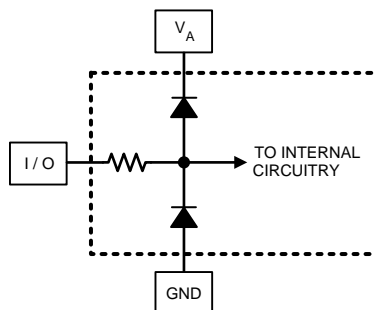 V_A
I / O
TO INTERNAL
CIRCUITRY
GND